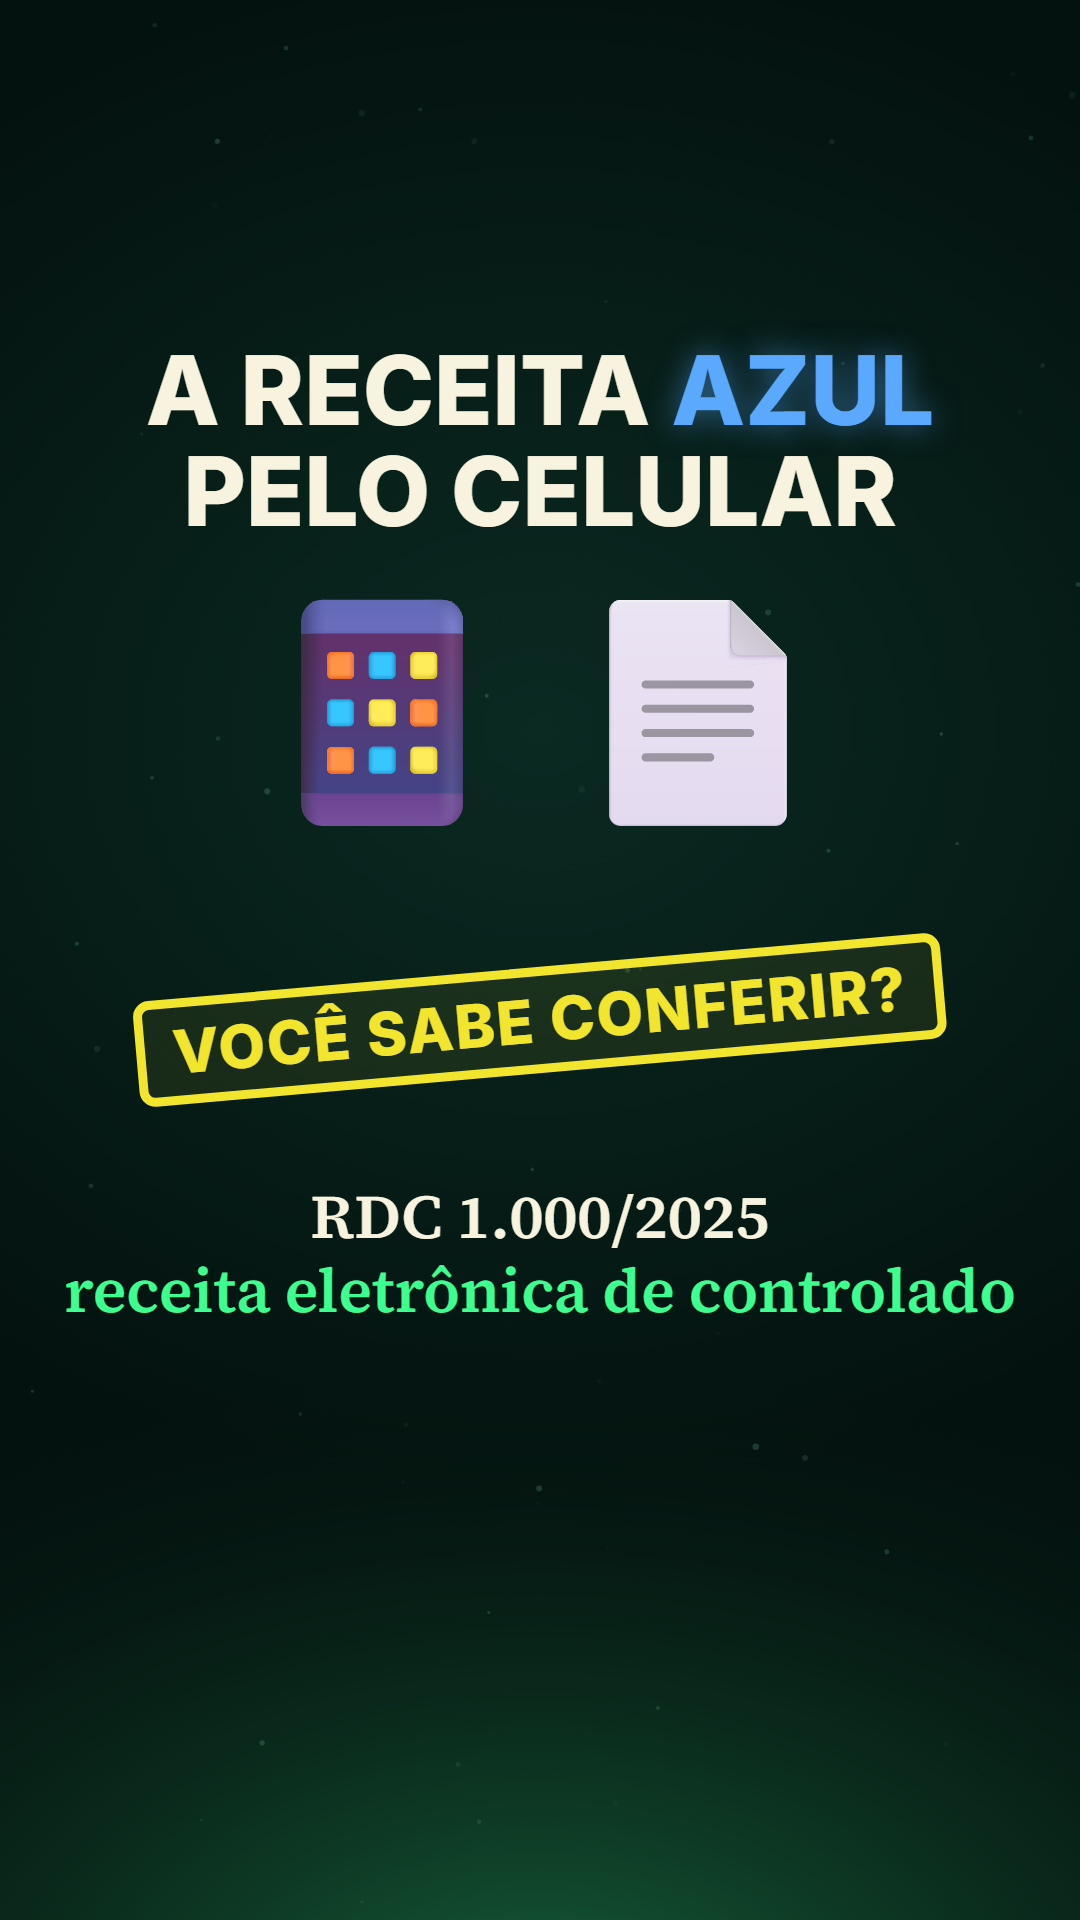 A RECEITA AZUL
PELO CELULAR
VOCÊ SABE CONFERIR?
RDC 1.000/2025
receita eletrônica de controlado